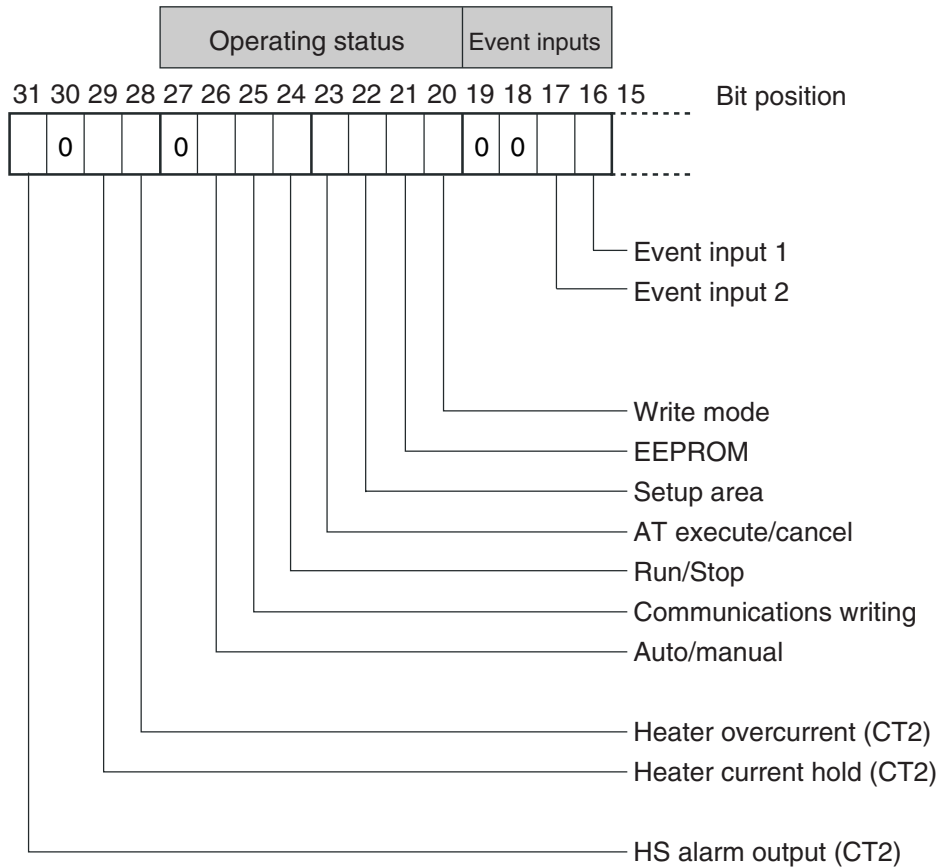 Operating status Event inputs
31 30 29 28 27 26 25 24 23 22 21 20 19 18 17 16 15 Bit position
0 0 0 0
Event input 1
Event input 2
Write mode
EEPROM
Setup area
AT execute/cancel
Run/Stop
Communications writing
Auto/manual
Heater overcurrent (CT2)
Heater current hold (CT2)
HS alarm output (CT2)